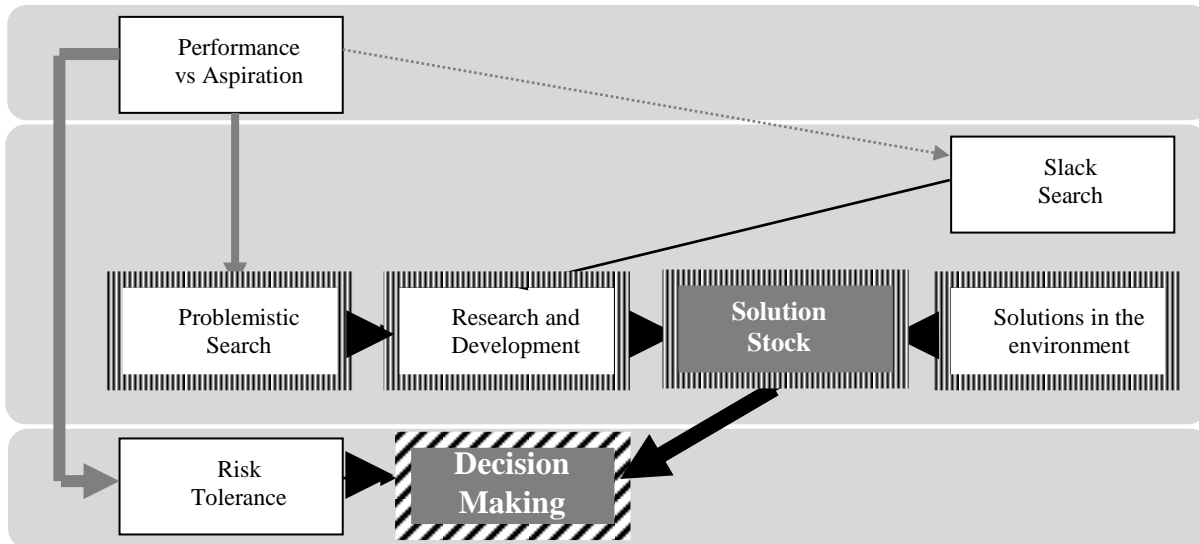 Performance
vs Aspiration
Slack
Search
Problemistic
Search
Research and
Development
Solution
Stock
Solutions in the
environment
Risk
Tolerance
Decision
Making